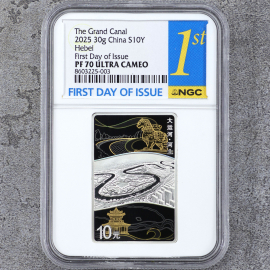 The Grand Canal
2025 30g China S10Y
Hebei
First Day of Issue
PF 70 ULTRA CAMEO
8603225-003
1st
FIRST DAY OF ISSUE
NGC
大运河·河北
10元